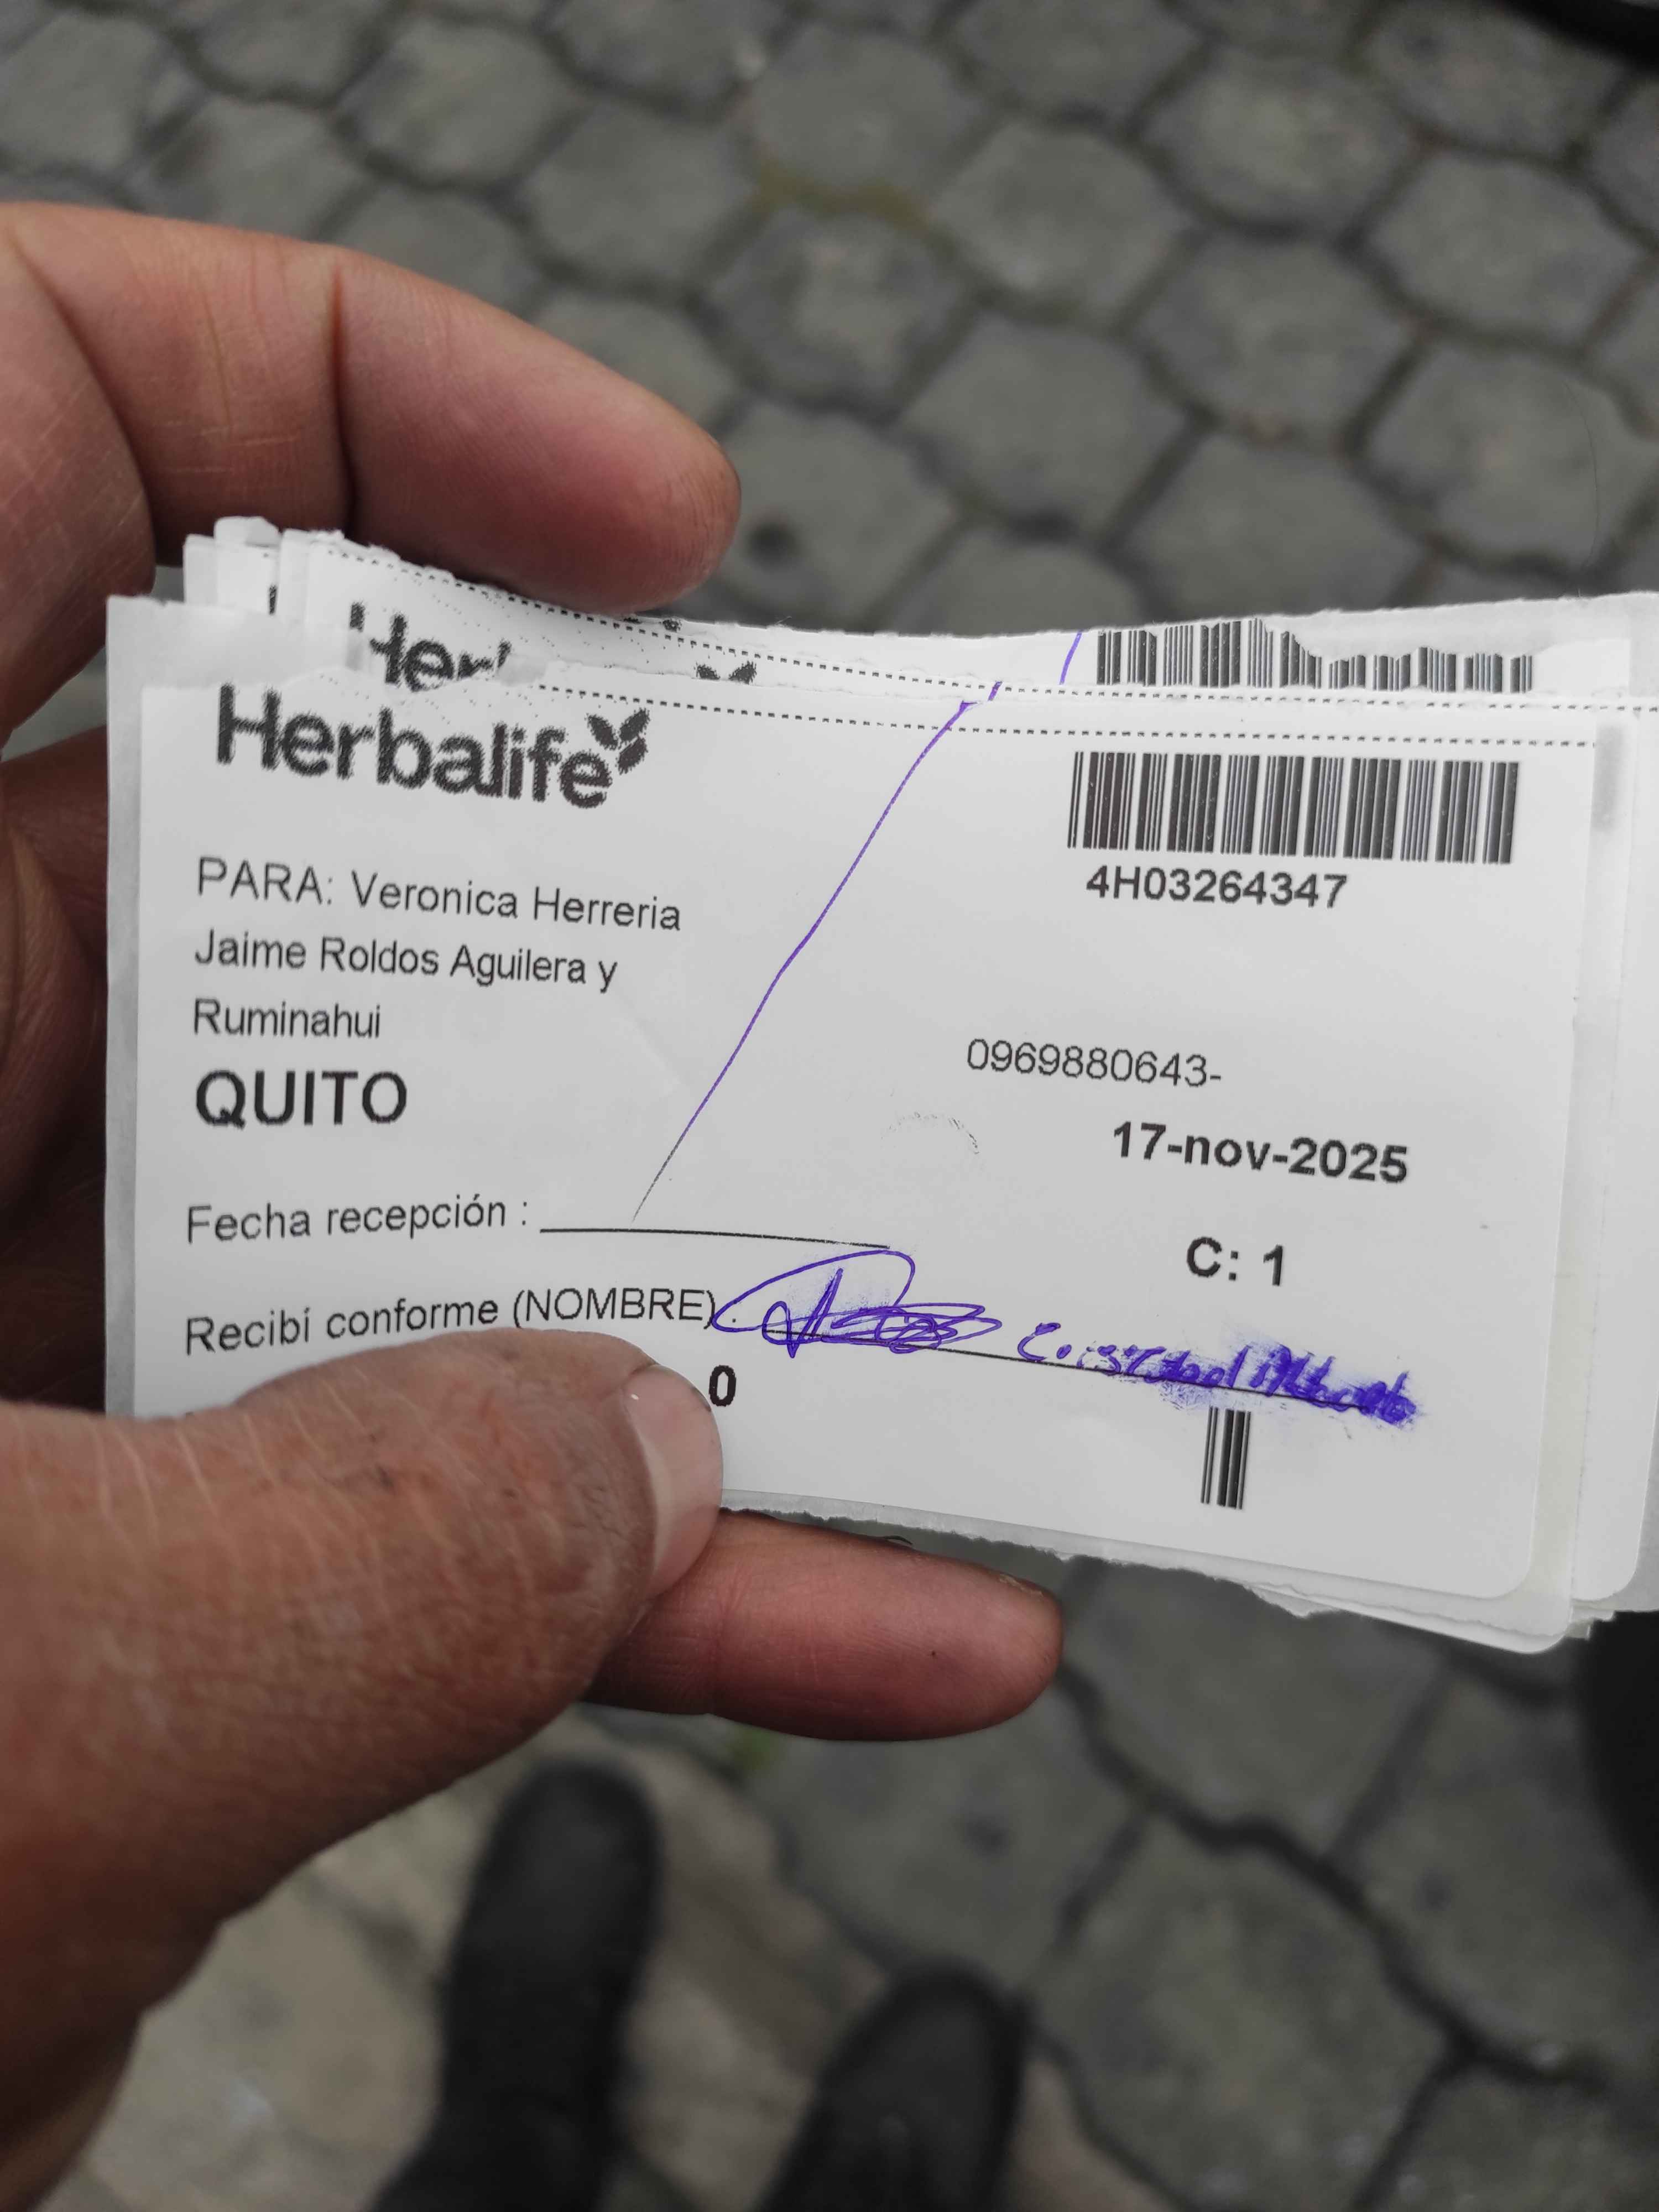 Herbalife
4H03264347
PARA: Veronica Herreria
Jaime Roldos Aguilera y
Ruminahui
QUITO
0969880643-
17-nov-2025
Fecha recepción :
C: 1
Recibí conforme (NOMBRE)
0